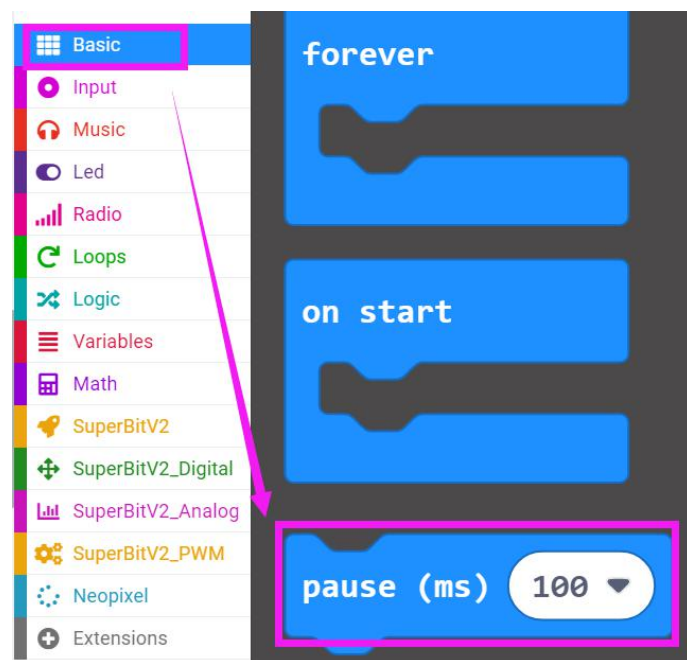 Basic
Input
Music
Led
Radio
Loops
Logic
Variables
Math
SuperBitV2
SuperBitV2_Digital
SuperBitV2_Analog
SuperBitV2_PWM
Neopixel
Extensions
forever
on start
pause (ms) 100